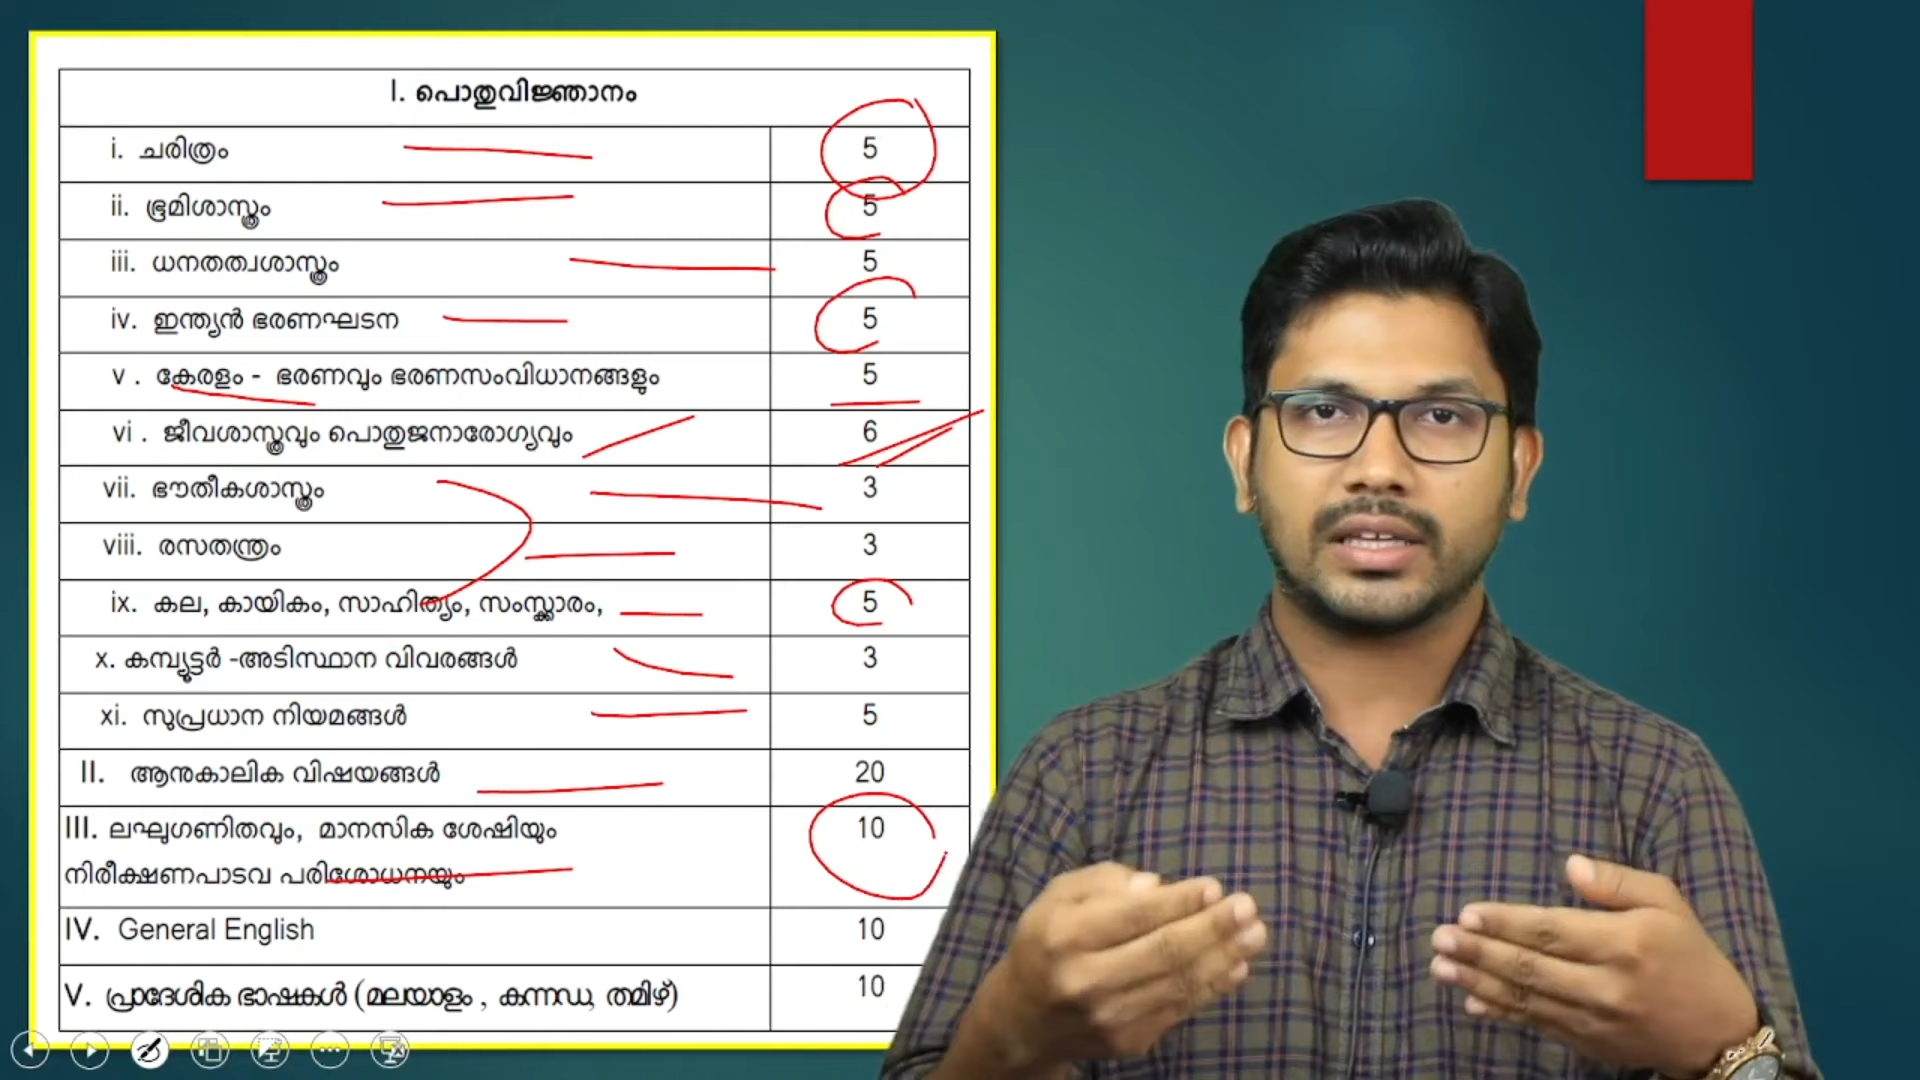 I. പൊതുവിജ്ഞാനം
i. ചരിത്രം 5
ii. ഭൂമിശാസ്ത്രം 5
iii. ധനതത്വശാസ്ത്രം 5
iv. ഇന്ത്യൻ ഭരണഘടന 5
v . കേരളം - ഭരണവും ഭരണസംവിധാനങ്ങളും 5
vi . ജീവശാസ്ത്രവും പൊതുജനാരോഗ്യവും 6
vii. ഭൗതീകശാസ്ത്രം 3
viii. രസതന്ത്രം 3
ix. കല, കായികം, സാഹിത്യം, സംസ്ക്കാരം, 5
x. കമ്പ്യൂട്ടർ -അടിസ്ഥാന വിവരങ്ങൾ 3
xi. സുപ്രധാന നിയമങ്ങൾ 5
II. ആനുകാലിക വിഷയങ്ങൾ 20
III. ലഘുഗണിതവും, മാനസിക ശേഷിയും 10
നിരീക്ഷണപാടവ പരിശോധനയും
IV. General English 10
V. പ്രാദേശിക ഭാഷകൾ (മലയാളം , കന്നഡ, തമിഴ്) 10